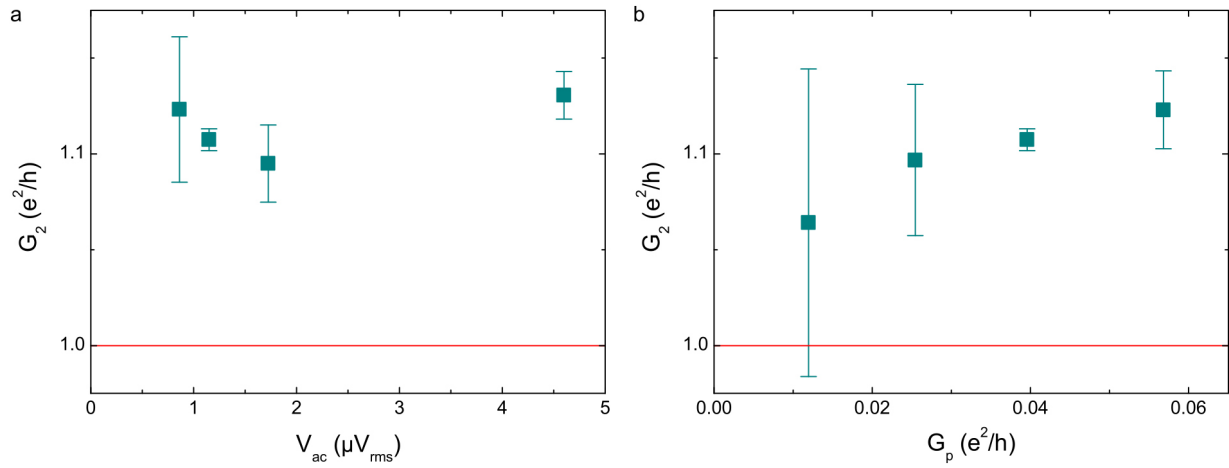 a
G2 (e²/h)
1.1
1.0
0 1 2 3 4 5
Vac (µVrms)
b
G2 (e²/h)
1.1
1.0
0.00 0.02 0.04 0.06
Gp (e²/h)